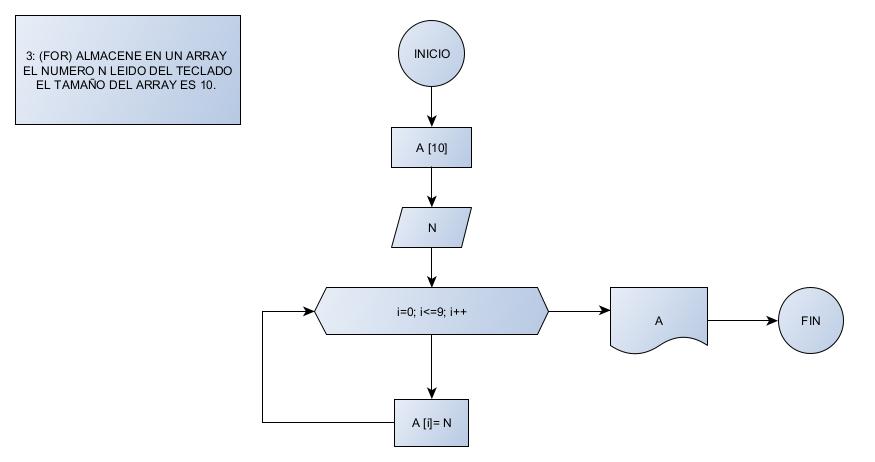 3: (FOR) ALMACENE EN UN ARRAY
EL NUMERO N LEIDO DEL TECLADO
EL TAMAÑO DEL ARRAY ES 10.
INICIO
A [10]
N
i=0; i<=9; i++
A
FIN
A [i]= N